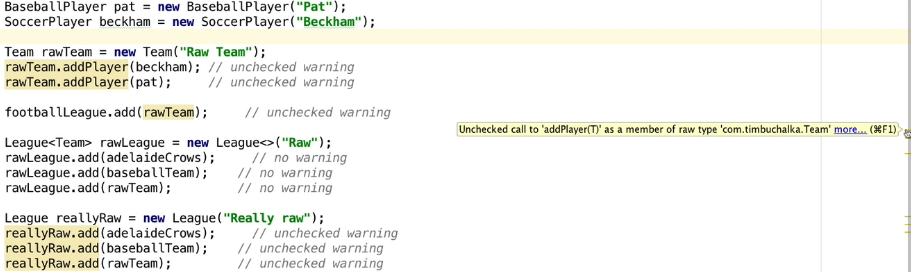 BaseballPlayer pat = new BaseballPlayer("Pat");
SoccerPlayer beckham = new SoccerPlayer("Beckham");
Team rawTeam = new Team("Raw Team");
rawTeam.addPlayer(beckham); // unchecked warning
rawTeam.addPlayer(pat);     // unchecked warning
footballLeague.add(rawTeam);     // unchecked warning
Unchecked call to 'addPlayer(T)' as a member of raw type 'com.timbuchalka.Team' more... (⌘F1)
League<Team> rawLeague = new League<>("Raw");
rawLeague.add(adelaideCrows);     // no warning
rawLeague.add(baseballTeam);    // no warning
rawLeague.add(rawTeam);         // no warning
League reallyRaw = new League("Really raw");
reallyRaw.add(adelaideCrows);     // unchecked warning
reallyRaw.add(baseballTeam);    // unchecked warning
reallyRaw.add(rawTeam);         // unchecked warning